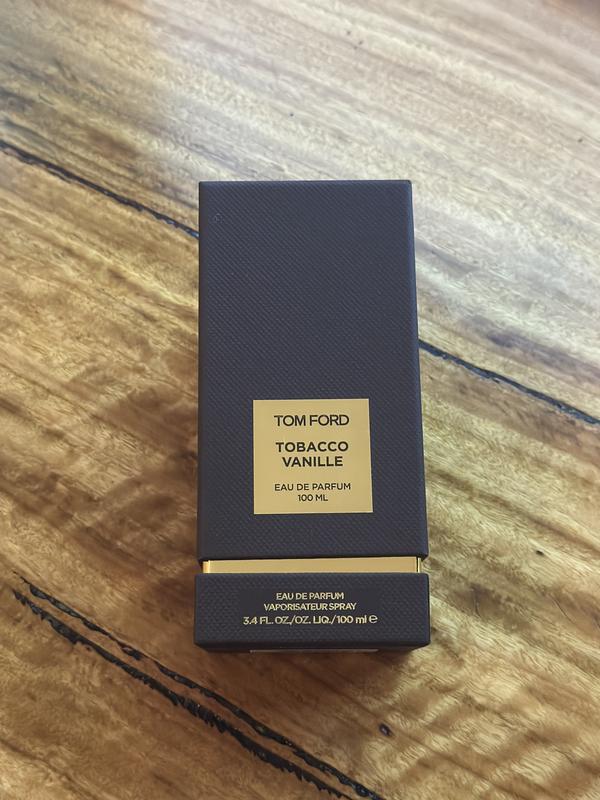 TOM FORD
TOBACCO
VANILLE
EAU DE PARFUM
100 ML
EAU DE PARFUM
VAPORISATEUR SPRAY
3.4 FL. OZ./OZ. LIQ./100 ml ℮